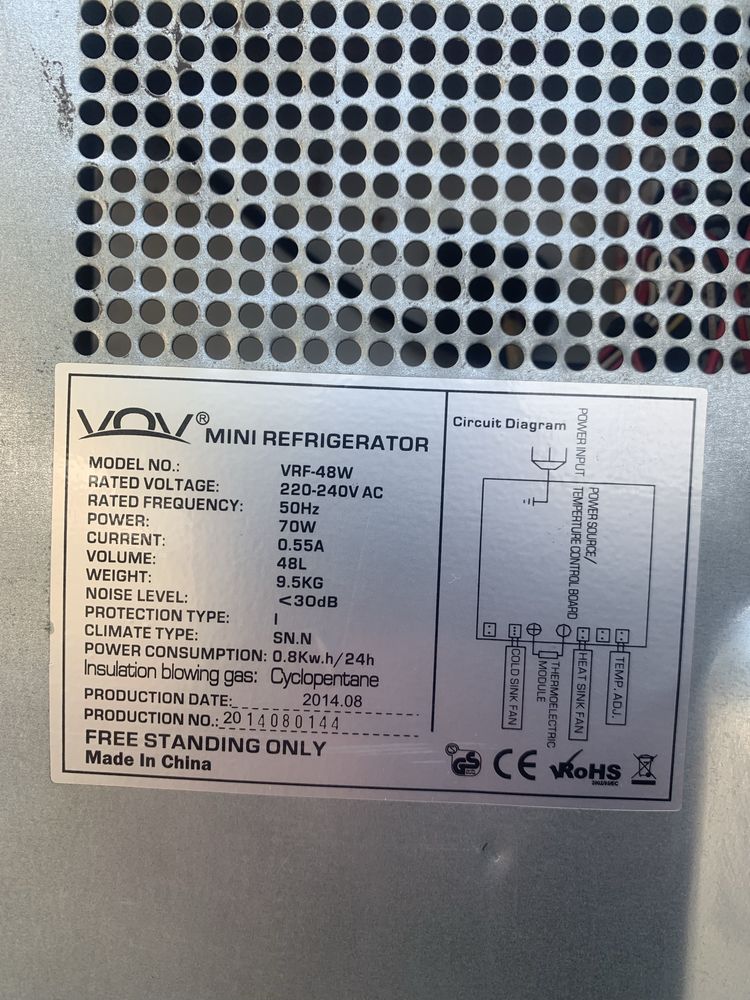 VOV® MINI REFRIGERATOR
MODEL NO.: VRF-48W
RATED VOLTAGE: 220-240V AC
RATED FREQUENCY: 50Hz
POWER: 70W
CURRENT: 0.55A
VOLUME: 48L
WEIGHT: 9.5KG
NOISE LEVEL: <30dB
PROTECTION TYPE: I
CLIMATE TYPE: SN.N
POWER CONSUMPTION: 0.8Kw.h/24h
Insulation blowing gas: Cyclopentane
PRODUCTION DATE: 2014.08
PRODUCTION NO.: 2014080144
FREE STANDING ONLY
Made In China
Circuit Diagram
POWER INPUT
POWER SOURCE/
TEMPERTURE CONTROL BOARD
COLD SINK FAN
THERMOELECTRIC
MODULE
HEAT SINK FAN
TEMP. ADJ.
GS CE RoHS